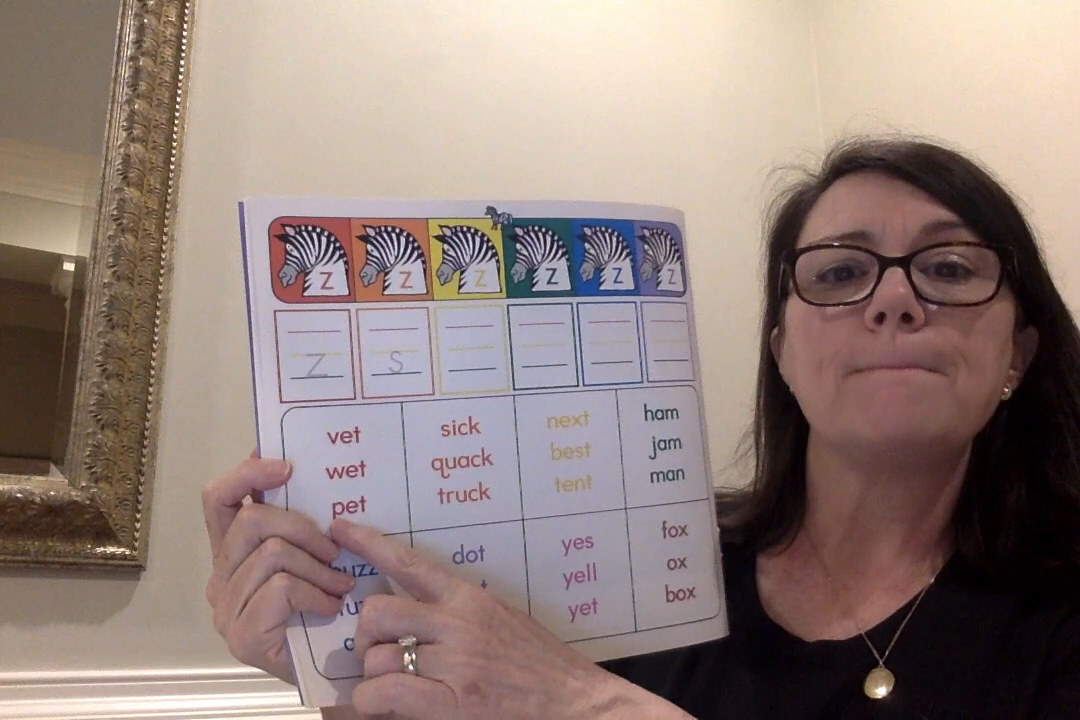 z z z z z z
z s
vet
wet
pet
sick
quack
truck
next
best
tent
ham
jam
man
buzz
dot
yes
yell
yet
fox
ox
box